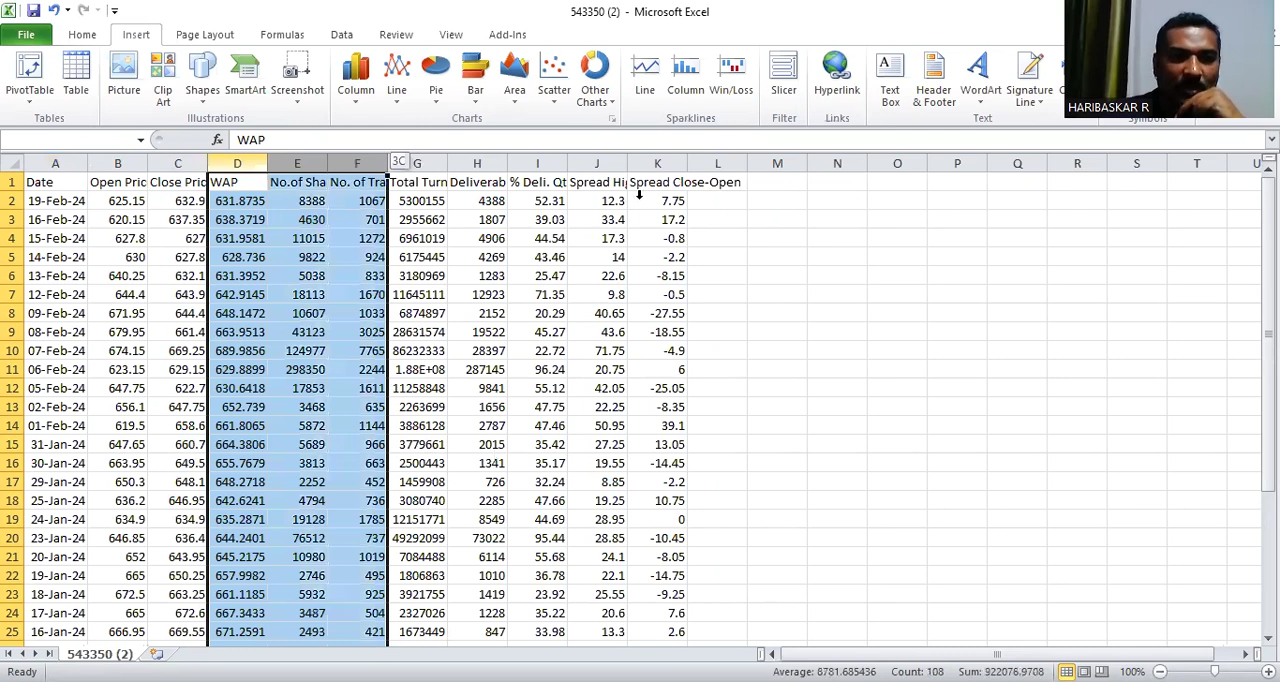 543350 (2) - Microsoft Excel
File Home Insert Page Layout Formulas Data Review View Add-Ins
PivotTable Table Picture Clip Art Shapes SmartArt Screenshot Column Line Pie Bar Area Scatter Other Charts Line Column Win/Loss Slicer Hyperlink Text Box Header & Footer WordArt Signature Line
Tables Illustrations Charts Sparklines Filter Links Text
HARIBASKAR R
fx WAP
A B C D E F 3C G H I J K L M N O P Q R S T U
1 Date Open Pric Close Pric WAP No.of Sha No. of Tra Total Turn Deliverab % Deli. Qt Spread Hi Spread Close-Open
2 19-Feb-24 625.15 632.9 631.8735 8388 1067 5300155 4388 52.31 12.3 7.75
3 16-Feb-24 620.15 637.35 638.3719 4630 701 2955662 1807 39.03 33.4 17.2
4 15-Feb-24 627.8 627 631.9581 11015 1272 6961019 4906 44.54 17.3 -0.8
5 14-Feb-24 630 627.8 628.736 9822 924 6175445 4269 43.46 14 -2.2
6 13-Feb-24 640.25 632.1 631.3952 5038 833 3180969 1283 25.47 22.6 -8.15
7 12-Feb-24 644.4 643.9 642.9145 18113 1670 11645111 12923 71.35 9.8 -0.5
8 09-Feb-24 671.95 644.4 648.1472 10607 1033 6874899 2152 20.29 40.65 -27.55
9 08-Feb-24 679.95 661.4 663.9513 43123 3025 28631574 19522 45.27 43.6 -18.55
10 07-Feb-24 674.15 669.25 689.9856 124977 7765 86232333 28397 22.72 71.75 -4.9
11 06-Feb-24 623.15 629.15 629.8899 298350 2244 1.88E+08 287145 96.24 20.75 6
12 05-Feb-24 647.75 622.7 630.6418 17853 1611 11258848 9841 55.12 42.05 -25.05
13 02-Feb-24 656.1 647.75 652.739 3468 635 2263699 1656 47.75 22.25 -8.35
14 01-Feb-24 619.5 658.6 661.8065 5872 1144 3886128 2787 47.46 50.95 39.1
15 31-Jan-24 647.65 660.7 664.3806 5689 966 3779661 2015 35.42 27.25 13.05
16 30-Jan-24 663.95 649.5 655.7679 3813 663 2500443 1341 35.17 19.55 -14.45
17 29-Jan-24 650.3 648.1 648.2718 2252 452 1459908 726 32.24 8.85 -2.2
18 25-Jan-24 636.2 646.95 642.6241 4794 736 3080740 2285 47.66 19.25 10.75
19 24-Jan-24 634.9 634.9 635.2871 19128 1785 12151771 8549 44.69 28.95 0
20 23-Jan-24 646.85 636.4 644.2401 76512 737 49292099 73022 95.44 28.85 -10.45
21 20-Jan-24 652 643.95 645.2175 10980 1019 7084488 6114 55.68 24.1 -8.05
22 19-Jan-24 665 650.25 657.9982 2746 495 1806863 1010 36.78 22.1 -14.75
23 18-Jan-24 672.5 663.25 661.1185 5932 925 3921755 1419 23.92 25.55 -9.25
24 17-Jan-24 665 672.6 667.3433 3487 504 2327026 1228 35.22 20.6 7.6
25 16-Jan-24 666.95 669.55 671.2591 2493 421 1673449 847 33.98 13.3 2.6
543350 (2)
Ready Average: 8781.685436 Count: 108 Sum: 922076.9708 100%